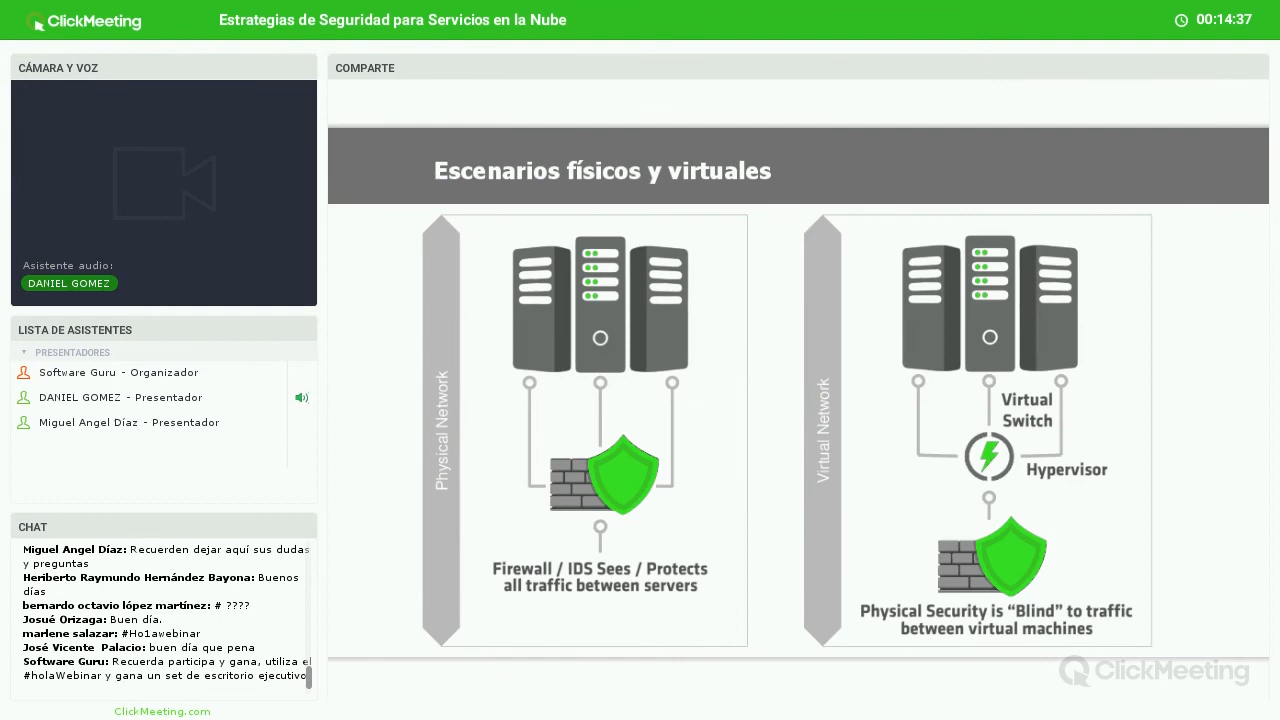 ClickMeeting
Estrategias de Seguridad para Servicios en la Nube
00:14:37
CÁMARA Y VOZ
Asistente audio:
DANIEL GOMEZ
LISTA DE ASISTENTES
PRESENTADORES
Software Guru - Organizador
DANIEL GOMEZ - Presentador
Miguel Angel Díaz - Presentador
CHAT
Miguel Angel Díaz: Recuerden dejar aquí sus dudas
y preguntas
Heriberto Raymundo Hernández Bayona: Buenos
días
bernardo octavio lópez martínez: # ????
Josué Orizaga: Buen día.
marlene salazar: #Ho1awebinar
José Vicente Palacio: buen día que pena
Software Guru: Recuerda participa y gana, utiliza el
#holaWebinar y gana un set de escritorio ejecutivo
ClickMeeting.com
COMPARTE
Escenarios físicos y virtuales
Physical Network
Firewall / IDS Sees / Protects
all traffic between servers
Virtual Network
Virtual
Switch
Hypervisor
Physical Security is “Blind” to traffic
between virtual machines
ClickMeeting